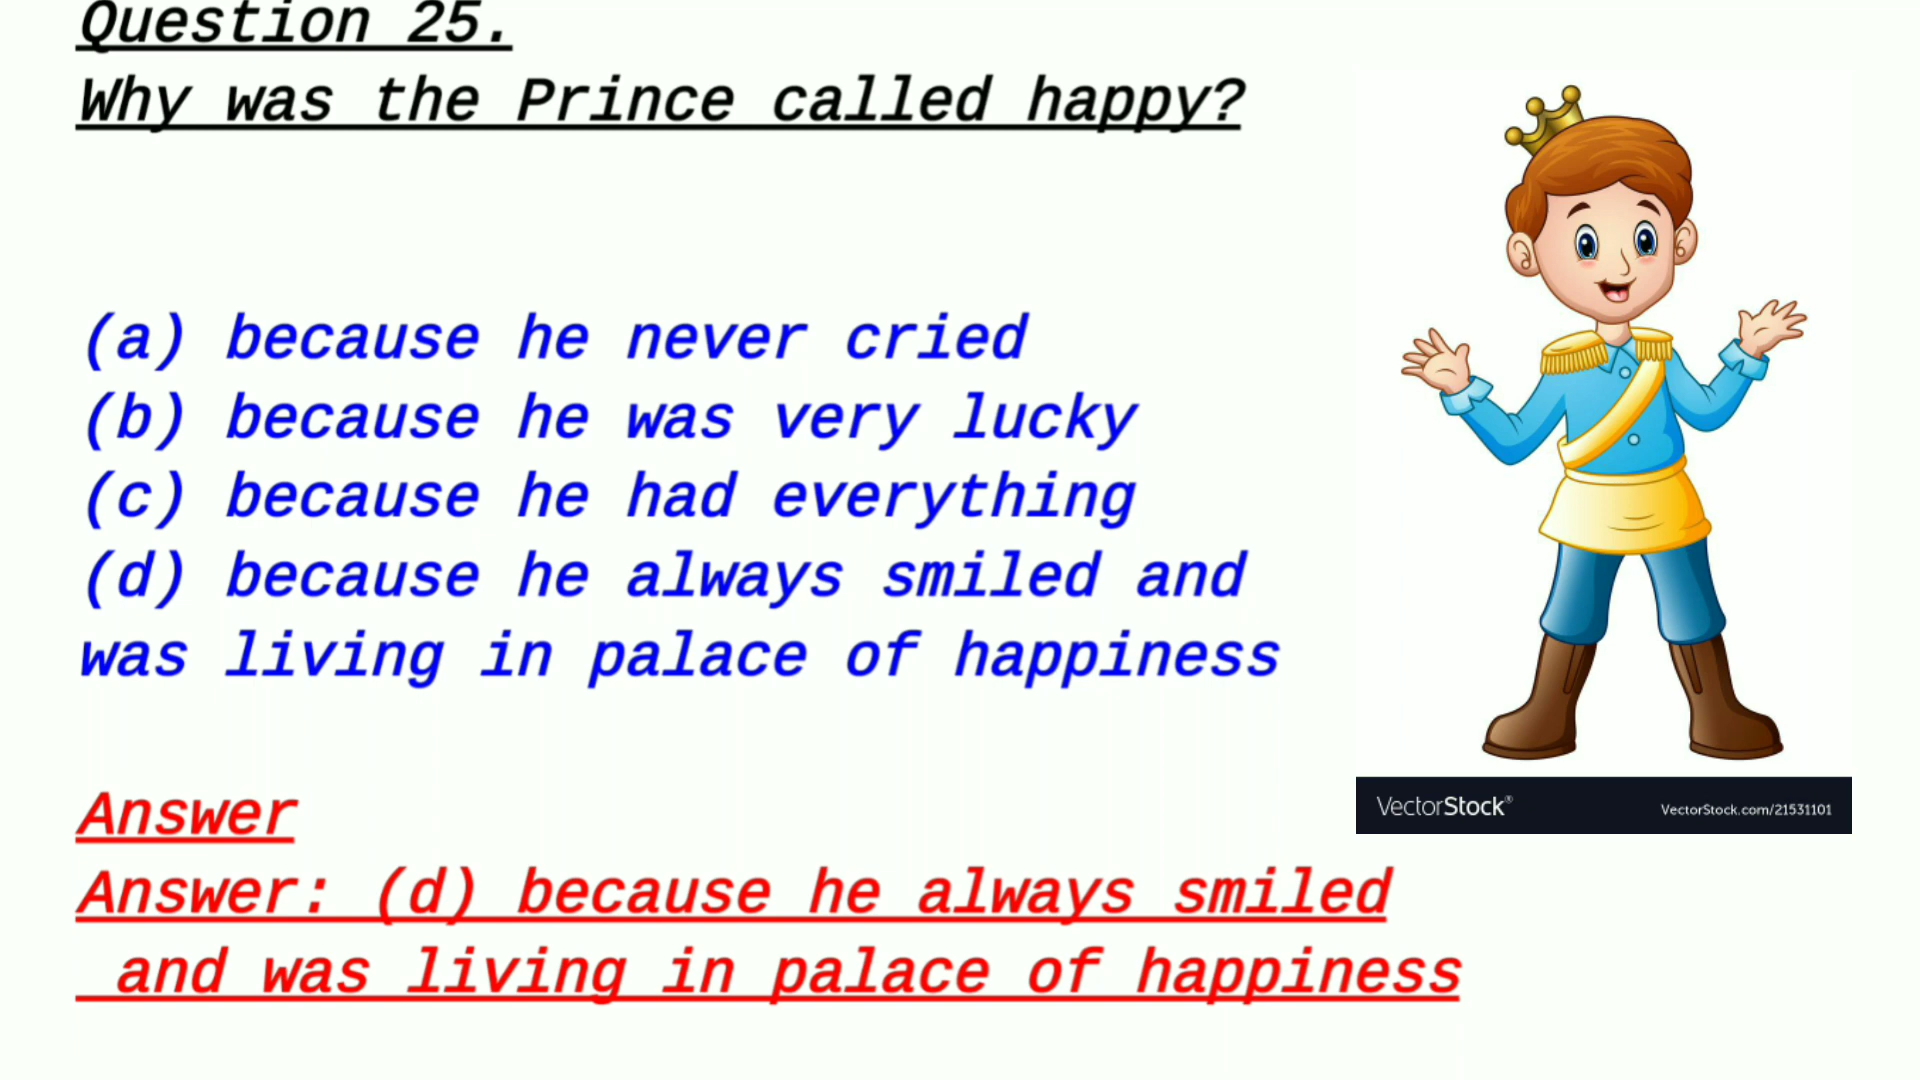 Question 25.
Why was the Prince called happy?
(a) because he never cried
(b) because he was very lucky
(c) because he had everything
(d) because he always smiled and
was living in palace of happiness
Answer
Answer: (d) because he always smiled
and was living in palace of happiness
VectorStock®
VectorStock.com/21531101